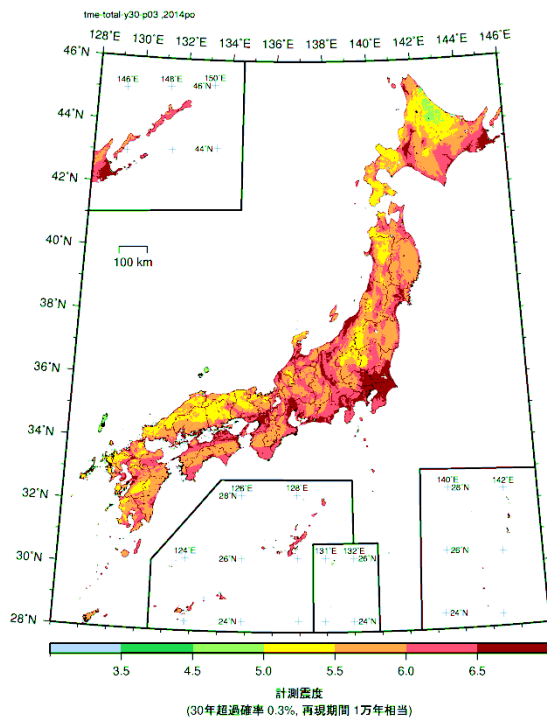 tme-total-y30-p03 ,2014po
128˚E 130˚E 132˚E 134˚E 136˚E 138˚E 140˚E 142˚E 144˚E 146˚E
46˚N
146˚E 148˚E 150˚E
46˚N
44˚N
44˚N
42˚N
40˚N
100 km
38˚N
36˚N
34˚N
32˚N
30˚N
28˚N
126˚E 128˚E
28˚N
124˚E
26˚N
131˚E 132˚E
26˚N
24˚N
24˚N
140˚E 142˚E
28˚N
26˚N
24˚N
3.5 4.5 5.0 5.5 6.0 6.5
計測震度
(30年超過確率 0.3%, 再現期間 1万年相当)